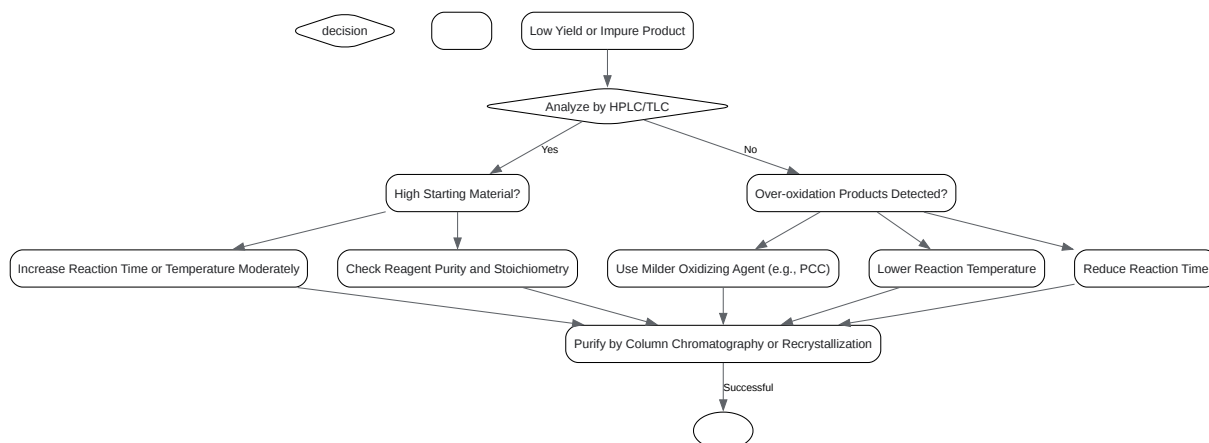 decision
Low Yield or Impure Product
Analyze by HPLC/TLC
Yes
No
High Starting Material?
Over-oxidation Products Detected?
Increase Reaction Time or Temperature Moderately
Check Reagent Purity and Stoichiometry
Use Milder Oxidizing Agent (e.g., PCC)
Lower Reaction Temperature
Reduce Reaction Time
Purify by Column Chromatography or Recrystallization
Successful